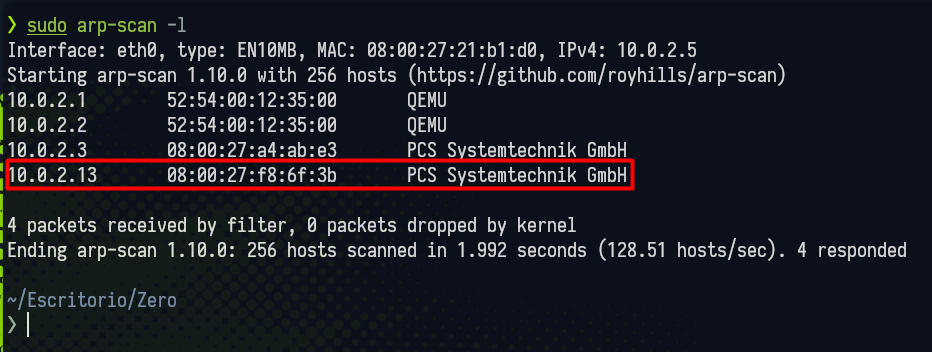 ❯ sudo arp-scan -l
Interface: eth0, type: EN10MB, MAC: 08:00:27:21:b1:d0, IPv4: 10.0.2.5
Starting arp-scan 1.10.0 with 256 hosts (https://github.com/royhills/arp-scan)
10.0.2.1 52:54:00:12:35:00 QEMU
10.0.2.2 52:54:00:12:35:00 QEMU
10.0.2.3 08:00:27:a4:ab:e3 PCS Systemtechnik GmbH
10.0.2.13 08:00:27:f8:6f:3b PCS Systemtechnik GmbH
4 packets received by filter, 0 packets dropped by kernel
Ending arp-scan 1.10.0: 256 hosts scanned in 1.992 seconds (128.51 hosts/sec). 4 responded
~/Escritorio/Zero
❯